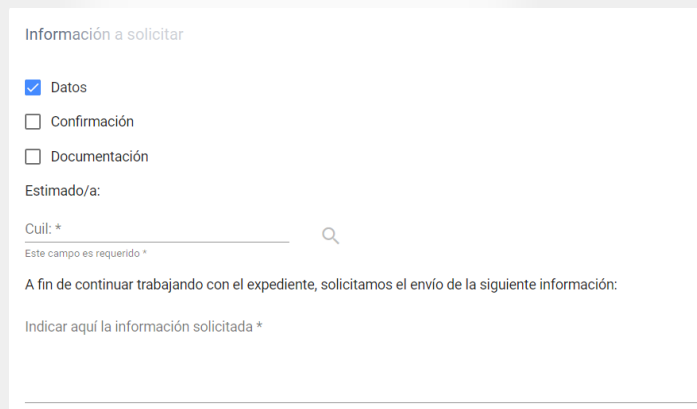 Información a solicitar
Datos
Confirmación
Documentación
Estimado/a:
Cuil: *
Este campo es requerido *
A fin de continuar trabajando con el expediente, solicitamos el envío de la siguiente información:
Indicar aquí la información solicitada *